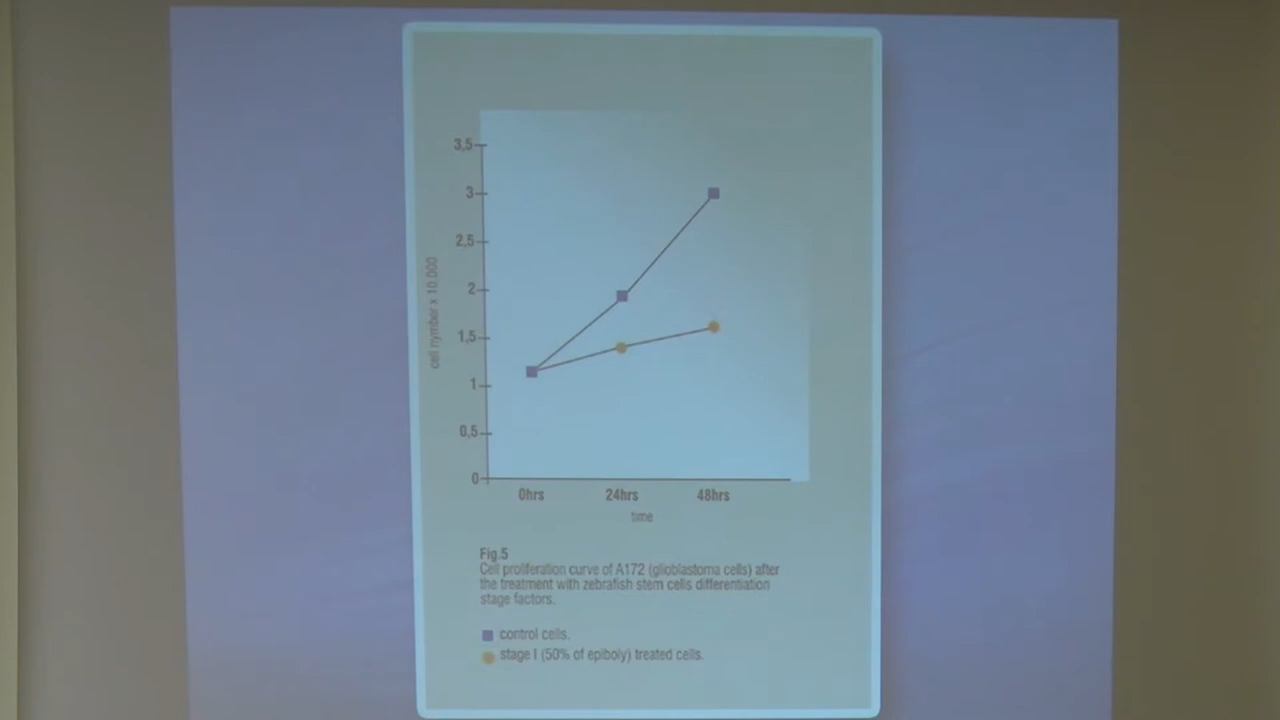 3,5
3
2,5
2
1,5
1
0,5
0
cell nymber x 10.000
0hrs 24hrs 48hrs
time
Fig.5
Cell proliferation curve of A172 (glioblastoma cells) after
the treatment with zebrafish stem cells differentiation
stage factors.
control cells.
stage I (50% of epiboly) treated cells.